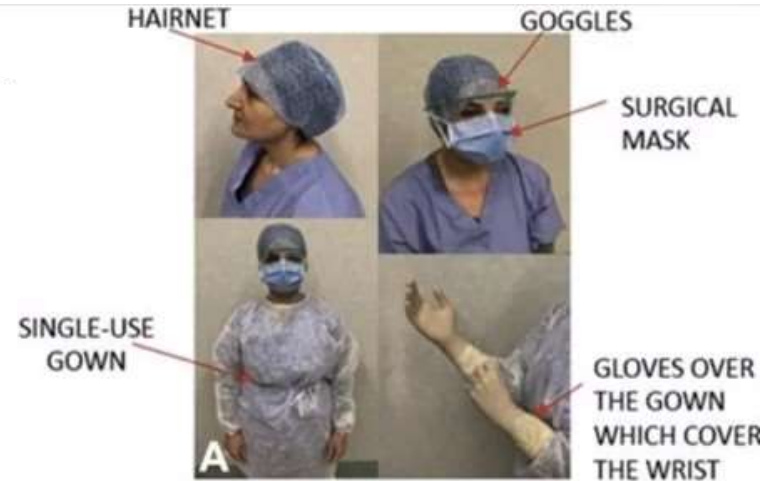 HAIRNET
GOGGLES
SURGICAL
MASK
SINGLE-USE
GOWN
GLOVES OVER
THE GOWN
WHICH COVER
THE WRIST
A